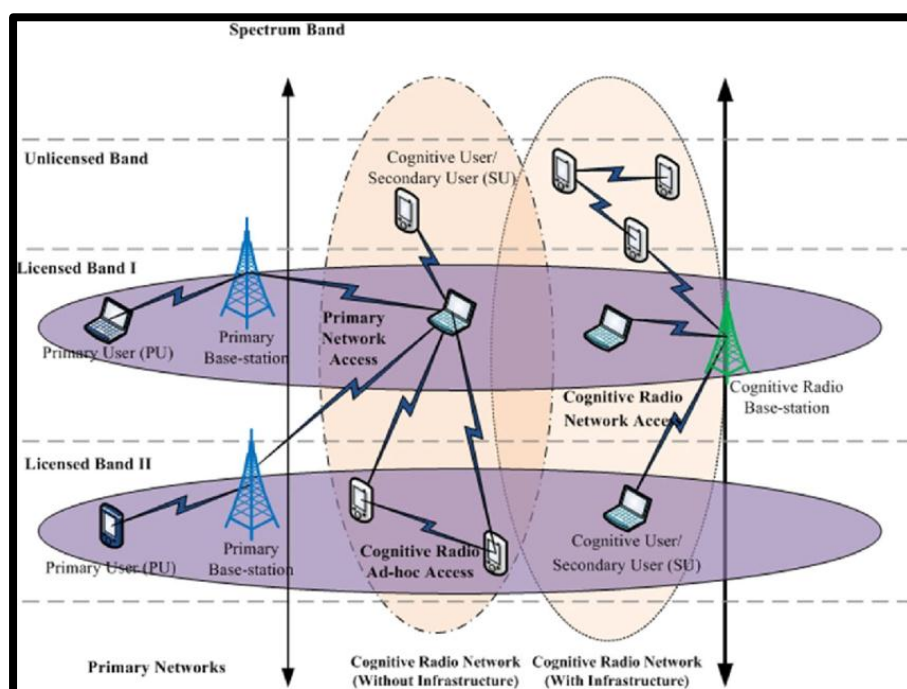 Spectrum Band
Unlicensed Band
Cognitive User/
Secondary User (SU)
Licensed Band I
Primary User (PU)
Primary
Base-station
Primary
Network
Access
Cognitive Radio
Network Access
Cognitive Radio
Base-station
Licensed Band II
Primary User (PU)
Primary
Base-station
Cognitive Radio
Ad-hoc Access
Cognitive User/
Secondary User (SU)
Primary Networks
Cognitive Radio Network
(Without Infrastructure)
Cognitive Radio Network
(With Infrastructure)